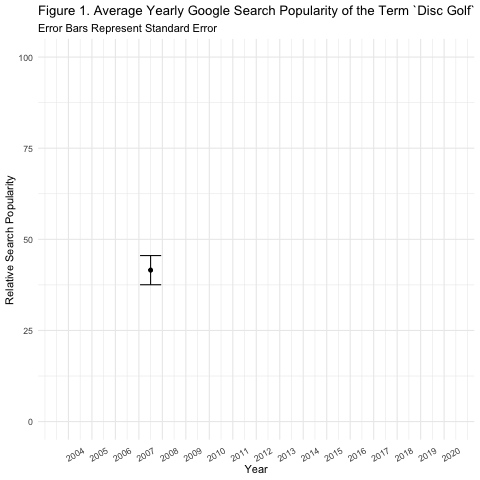 Figure 1. Average Yearly Google Search Popularity of the Term `Disc Golf`
Error Bars Represent Standard Error
100
75
50
25
0
Relative Search Popularity
2004 2005 2006 2007 2008 2009 2010 2011 2012 2013 2014 2015 2016 2017 2018 2019 2020
Year